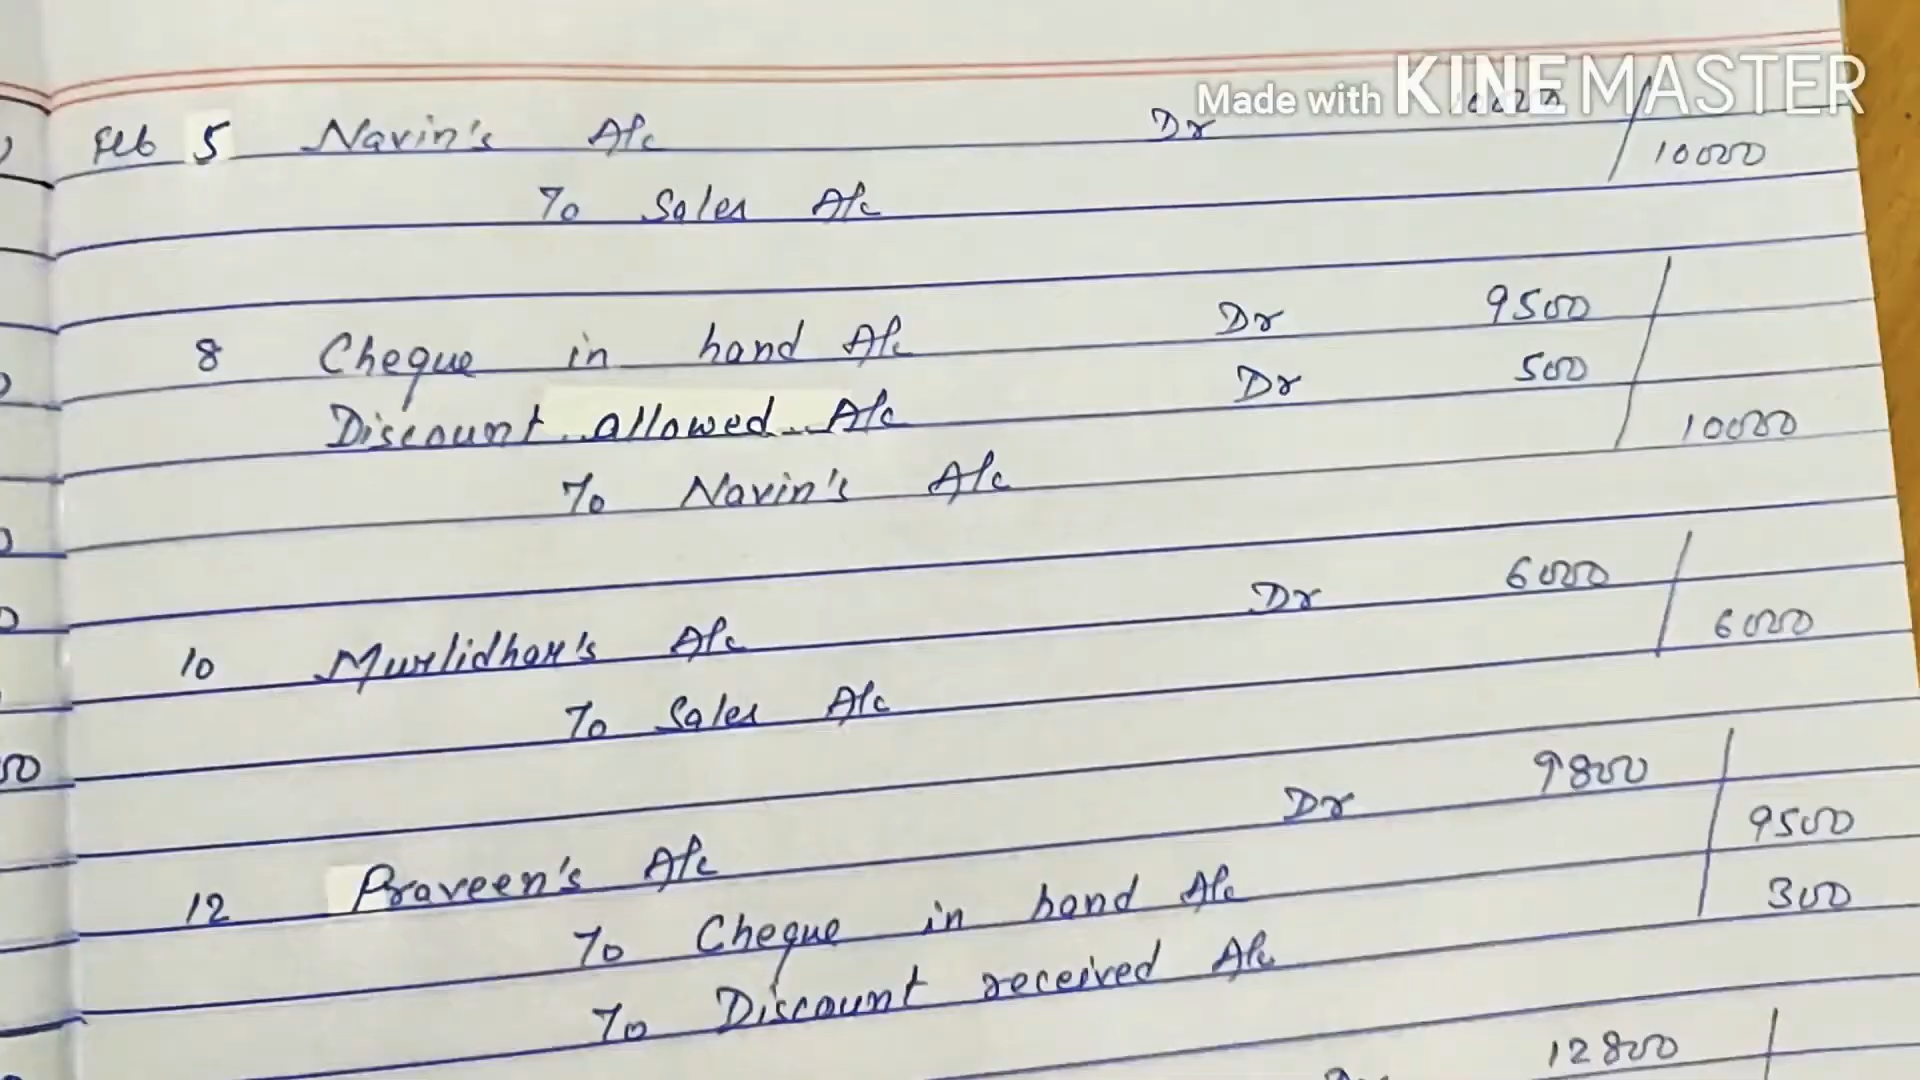 Made with KINEMASTER
Feb 5 Navin's A/c Dr 10000
To Sales A/c 10000
8 Cheque in hand A/c Dr 9500
Discount allowed A/c Dr 500
To Navin's A/c 10000
10 Murlidhar's A/c Dr 6000
To Sales A/c 6000
12 Praveen's A/c Dr 9800
To Cheque in hand A/c 9500
To Discount received A/c 300
12800